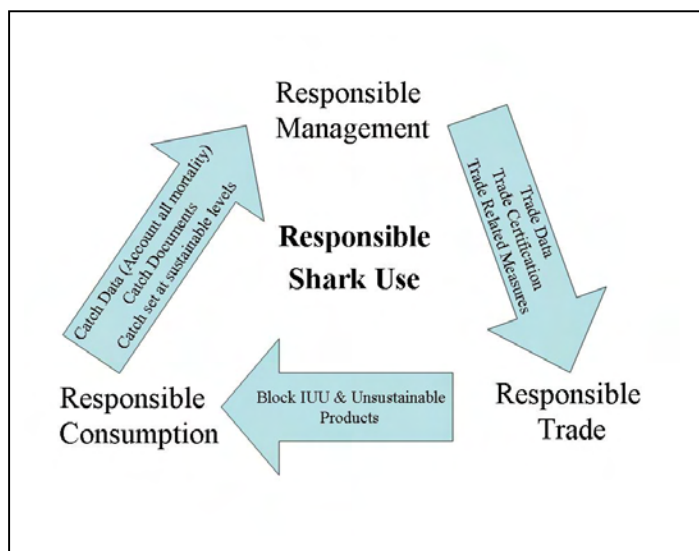 Responsible
Management
Trade Data
Trade Certification
Trade Related Measures
Catch Data (Account all mortality)
Catch Documents
Catch set at sustainable levels
Responsible
Shark Use
Block IUU & Unsustainable
Products
Responsible
Consumption
Responsible
Trade